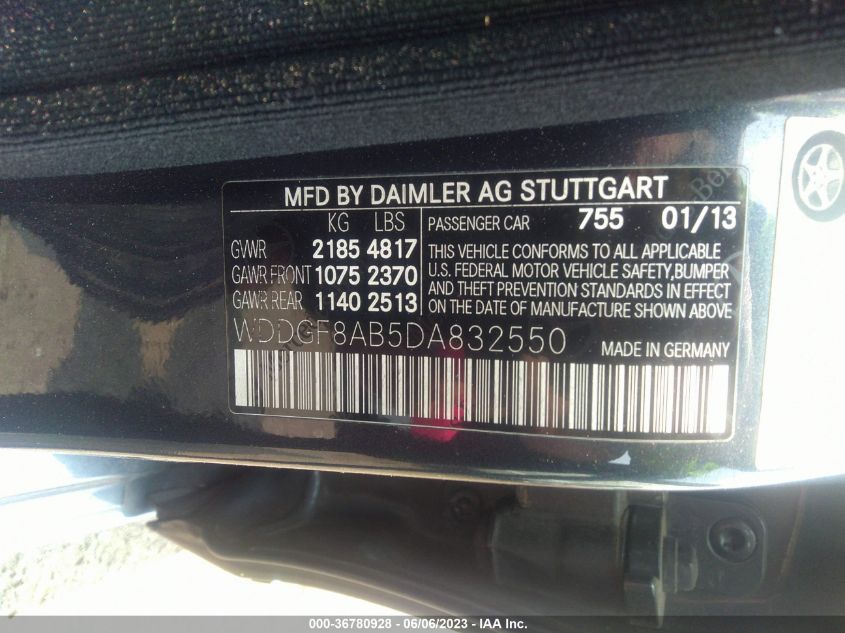 MFD BY DAIMLER AG STUTTGART
KG LBS PASSENGER CAR 755 01/13
GVWR 2185 4817
GAWR FRONT 1075 2370
GAWR REAR 1140 2513
THIS VEHICLE CONFORMS TO ALL APPLICABLE
U.S. FEDERAL MOTOR VEHICLE SAFETY,BUMPER
AND THEFT PREVENTION STANDARDS IN EFFECT
ON THE DATE OF MANUFACTURE SHOWN ABOVE
WDDGF8AB5DA832550 MADE IN GERMANY
000-36780928 - 06/06/2023 - IAA Inc.